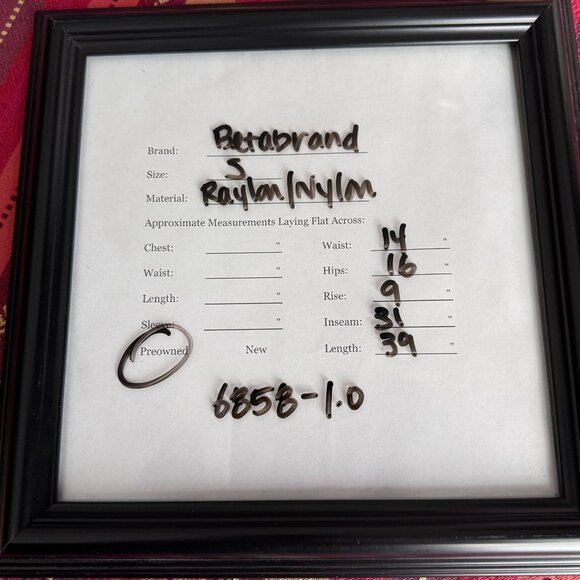 Brand: Betabrand
Size: S
Material: Raylon/Nylon
Approximate Measurements Laying Flat Across:
Chest: " Waist: 14 "
Waist: " Hips: 16 "
Length: " Rise: 9 "
Sleeve: " Inseam: 31 "
Preowned New Length: 39 "
6858-1.0